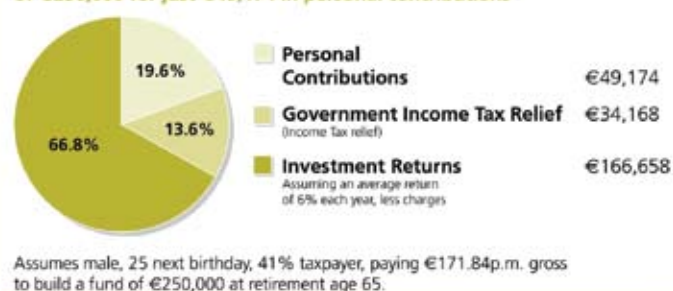 19.6%
13.6%
66.8%
Personal
Contributions €49,174
Government Income Tax Relief €34,168
(Income Tax relief)
Investment Returns €166,658
Assuming an average return
of 6% each year, less charges
Assumes male, 25 next birthday, 41% taxpayer, paying €171.84p.m. gross
to build a fund of €250,000 at retirement age 65.